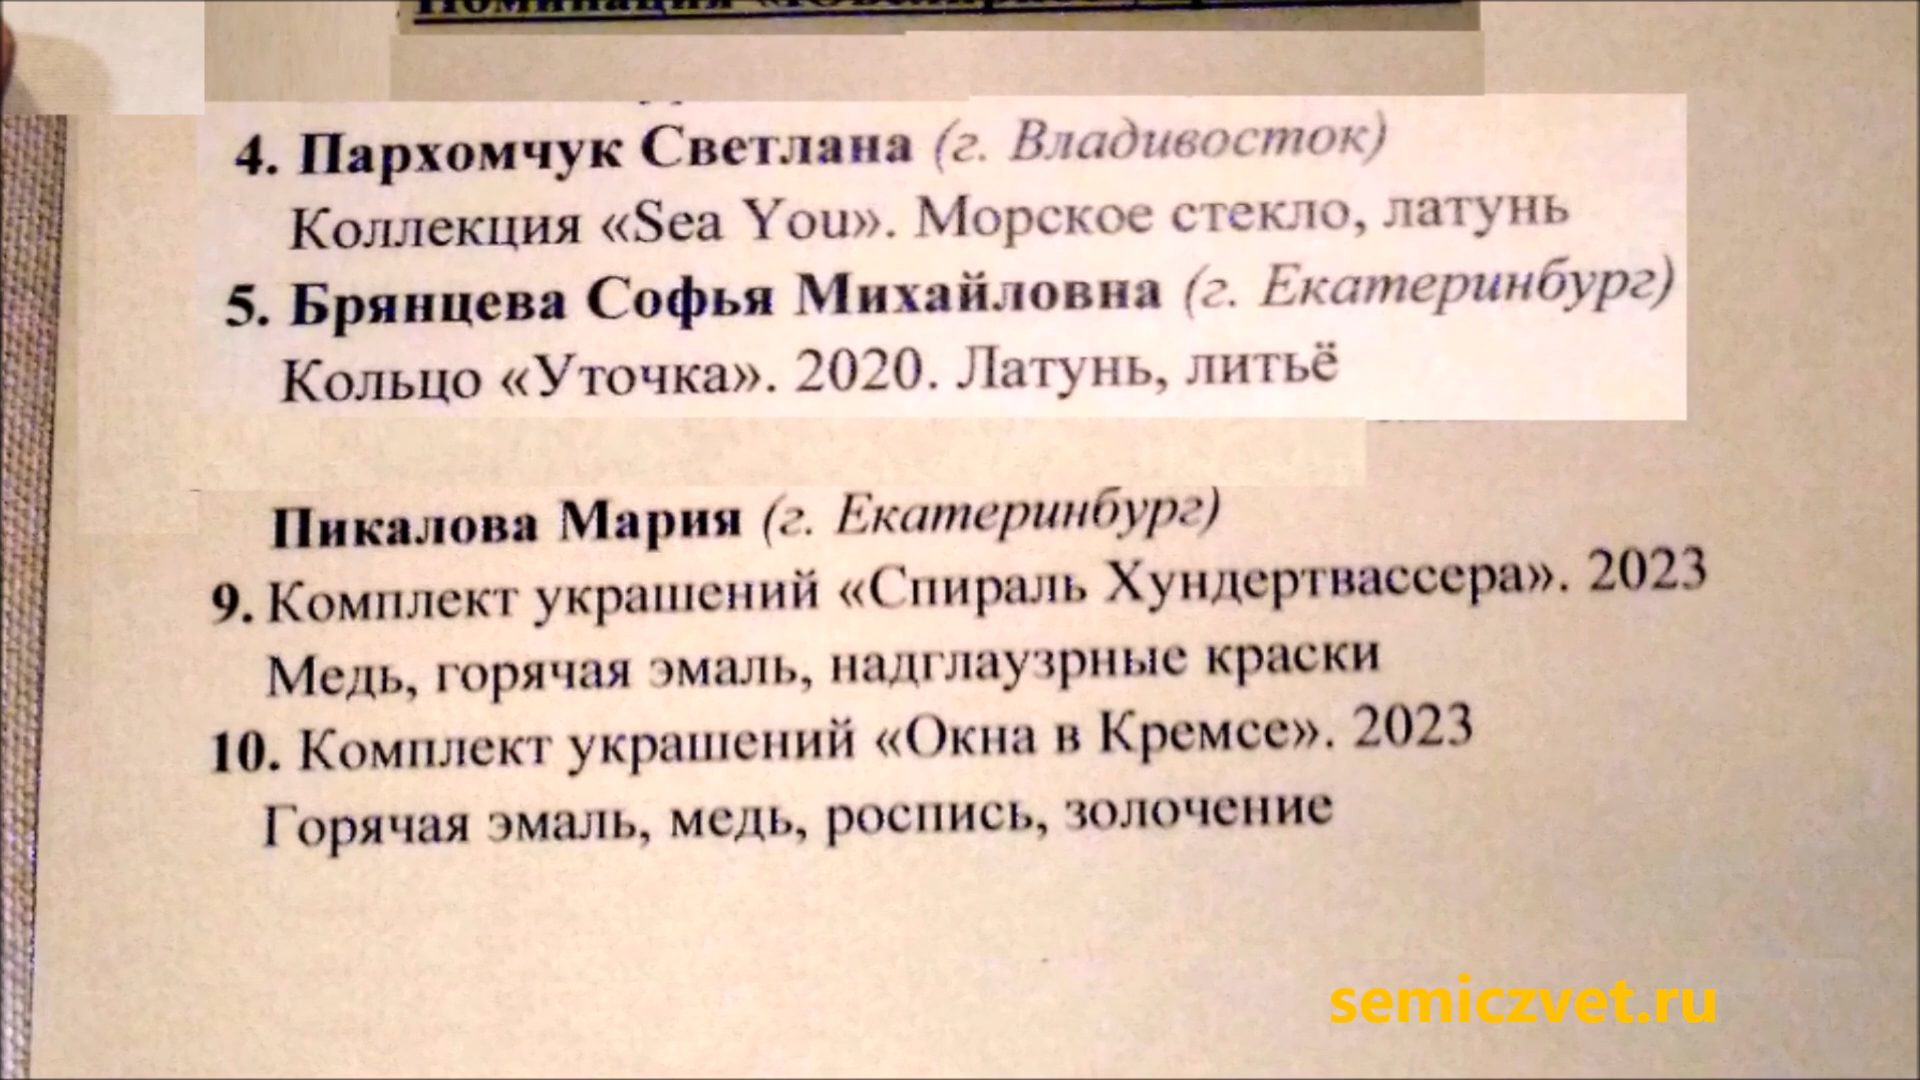 Номинация
4. Пархомчук Светлана (г. Владивосток)
Коллекция «Sea You». Морское стекло, латунь
5. Брянцева Софья Михайловна (г. Екатеринбург)
Кольцо «Уточка». 2020. Латунь, литьё
Пикалова Мария (г. Екатеринбург)
9. Комплект украшений «Спираль Хундертвассера». 2023
Медь, горячая эмаль, надглаузрные краски
10. Комплект украшений «Окна в Кремсе». 2023
Горячая эмаль, медь, роспись, золочение
semiczvet.ru